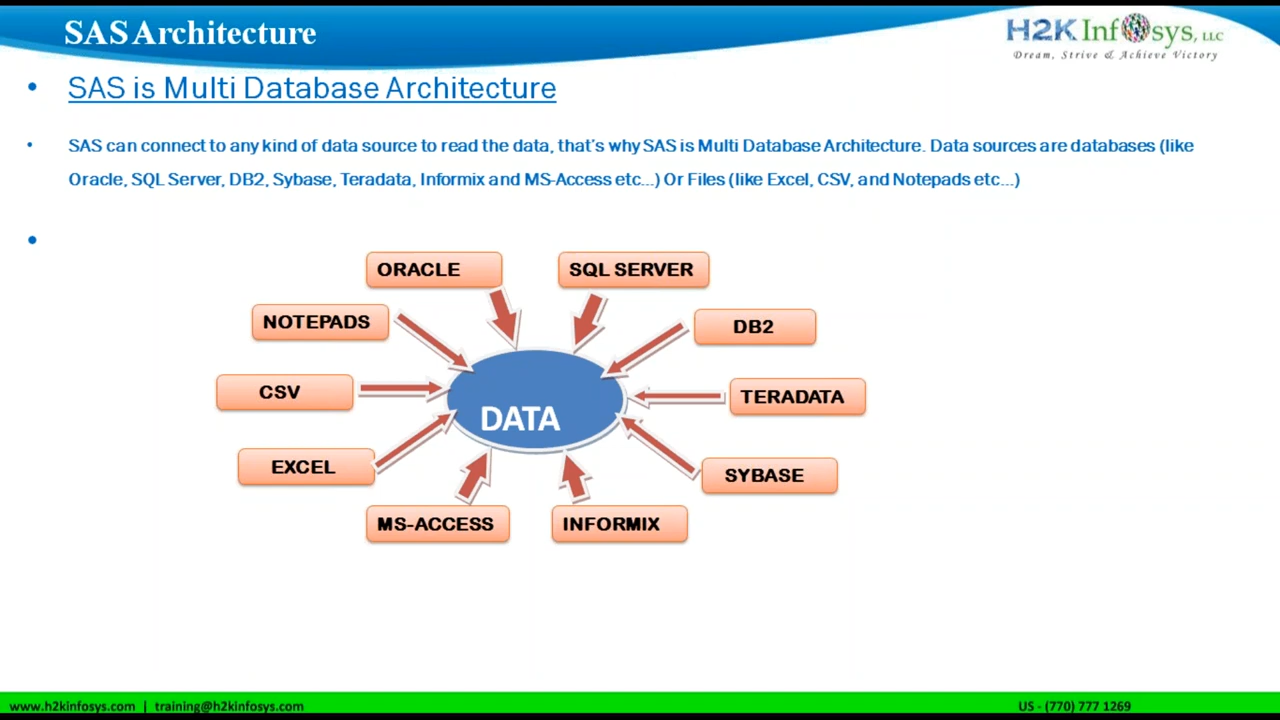 SAS Architecture
H2K Infosys, LLC
Dream, Strive & Achieve Victory
• SAS is Multi Database Architecture
• SAS can connect to any kind of data source to read the data, that's why SAS is Multi Database Architecture. Data sources are databases (like
Oracle, SQL Server, DB2, Sybase, Teradata, Informix and MS-Access etc...) Or Files (like Excel, CSV, and Notepads etc...)
•
ORACLE
SQL SERVER
NOTEPADS
DB2
CSV
TERADATA
DATA
EXCEL
SYBASE
MS-ACCESS
INFORMIX
www.h2kinfosys.com | training@h2kinfosys.com
US - (770) 777 1269